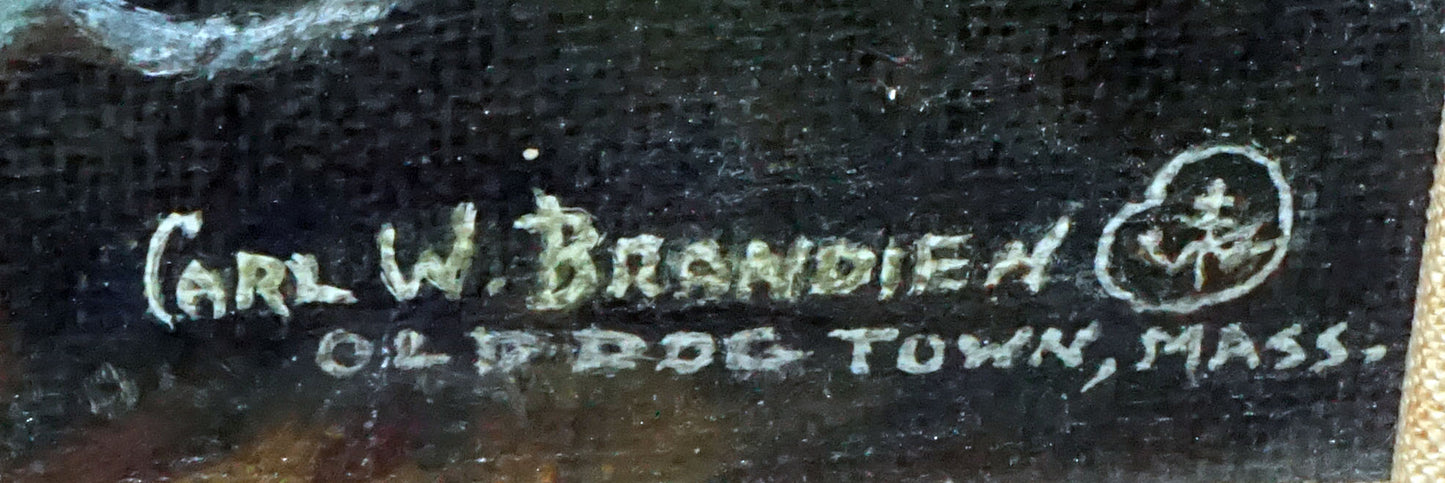 CARL W. BRANDIEN
OLD DOG TOWN, MASS.